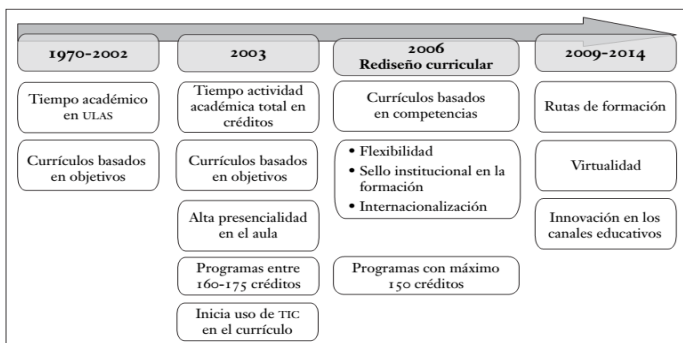 1970-2002
Tiempo académico
en ULAS
Currículos basados
en objetivos
2003
Tiempo actividad
académica total en
créditos
Currículos basados
en objetivos
Alta presencialidad
en el aula
Programas entre
160-175 créditos
Inicia uso de TIC
en el currículo
2006
Rediseño curricular
Currículos basados
en competencias
• Flexibilidad
• Sello institucional en la
formación
• Internacionalización
Programas con máximo
150 créditos
2009-2014
Rutas de formación
Virtualidad
Innovación en los
canales educativos